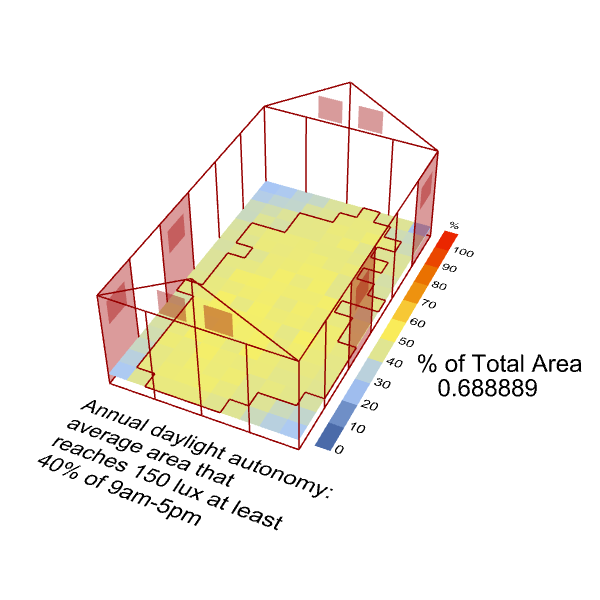 %
100
90
80
70
60
50
40
30
20
10
0
% of Total Area
0.688889
Annual daylight autonomy:
average area that
reaches 150 lux at least
40% of 9am-5pm